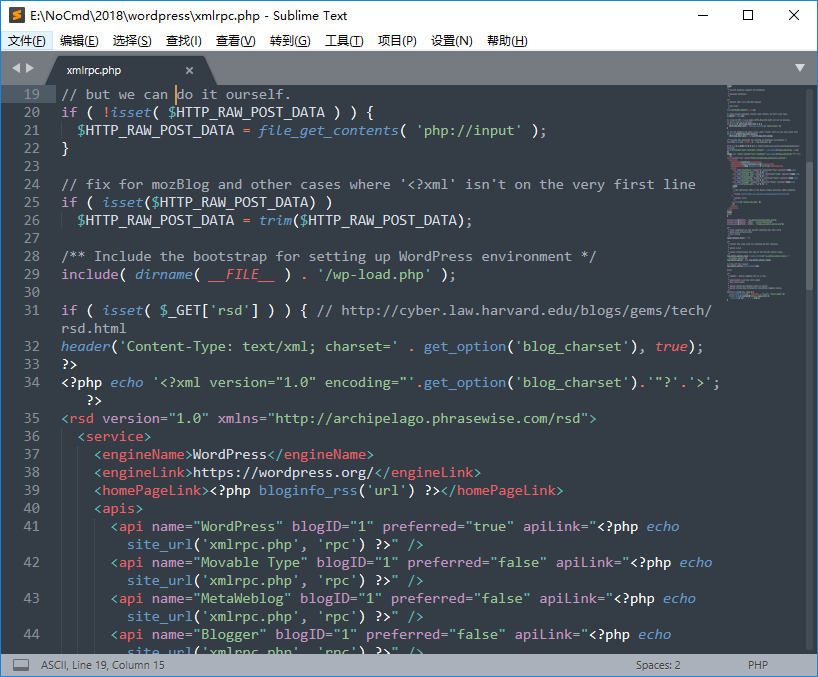 E:\NoCmd\2018\wordpress\xmlrpc.php - Sublime Text
文件(F) 编辑(E) 选择(S) 查找(I) 查看(V) 转到(G) 工具(T) 项目(P) 设置(N) 帮助(H)
xmlrpc.php
19 // but we can do it ourself.
20 if ( !isset( $HTTP_RAW_POST_DATA ) ) {
21 $HTTP_RAW_POST_DATA = file_get_contents( 'php://input' );
22 }
23
24 // fix for mozBlog and other cases where '<?xml' isn't on the very first line
25 if ( isset($HTTP_RAW_POST_DATA) )
26 $HTTP_RAW_POST_DATA = trim($HTTP_RAW_POST_DATA);
27
28 /** Include the bootstrap for setting up WordPress environment */
29 include( dirname( __FILE__ ) . '/wp-load.php' );
30
31 if ( isset( $_GET['rsd'] ) ) { // http://cyber.law.harvard.edu/blogs/gems/tech/
rsd.html
32 header('Content-Type: text/xml; charset=' . get_option('blog_charset'), true);
33 ?>
34 <?php echo '<?xml version="1.0" encoding="'.get_option('blog_charset').'"?'.'>';
?>
35 <rsd version="1.0" xmlns="http://archipelago.phrasewise.com/rsd">
36 <service>
37 <engineName>WordPress</engineName>
38 <engineLink>https://wordpress.org/</engineLink>
39 <homePageLink><?php bloginfo_rss('url') ?></homePageLink>
40 <apis>
41 <api name="WordPress" blogID="1" preferred="true" apiLink="<?php echo
site_url('xmlrpc.php', 'rpc') ?>" />
42 <api name="Movable Type" blogID="1" preferred="false" apiLink="<?php echo
site_url('xmlrpc.php', 'rpc') ?>" />
43 <api name="MetaWeblog" blogID="1" preferred="false" apiLink="<?php echo
site_url('xmlrpc.php', 'rpc') ?>" />
44 <api name="Blogger" blogID="1" preferred="false" apiLink="<?php echo
site_url('xmlrpc.php', 'rpc') ?>" />
ASCII, Line 19, Column 15 Spaces: 2 PHP